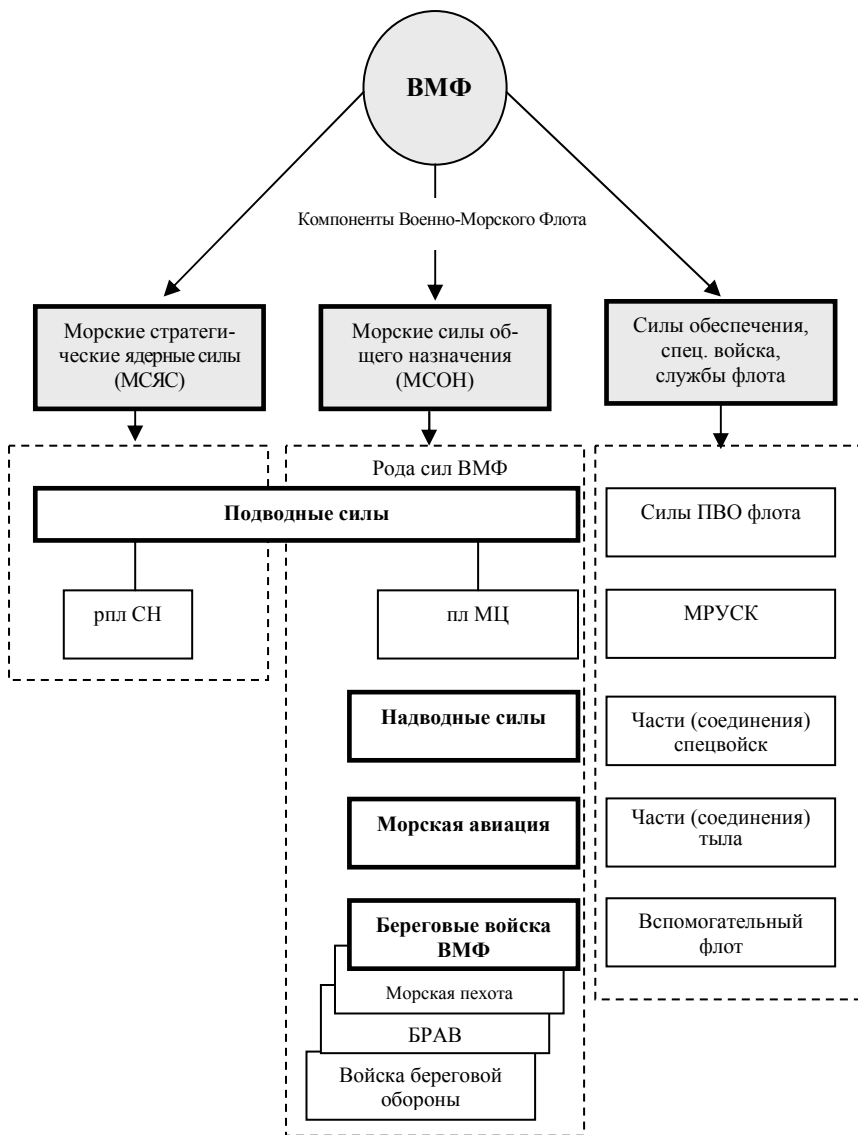 ВМФ
Компоненты Военно-Морского Флота
Морские стратеги-
ческие ядерные силы
(МСЯС)
Морские силы об-
щего назначения
(МСОН)
Силы обеспечения,
спец. войска,
службы флота
Рода сил ВМФ
Подводные силы
рпл СН
пл МЦ
Надводные силы
Морская авиация
Береговые войска
ВМФ
Морская пехота
БРАВ
Войска береговой
обороны
Силы ПВО флота
МРУСК
Части (соединения)
спецвойск
Части (соединения)
тыла
Вспомогательный
флот